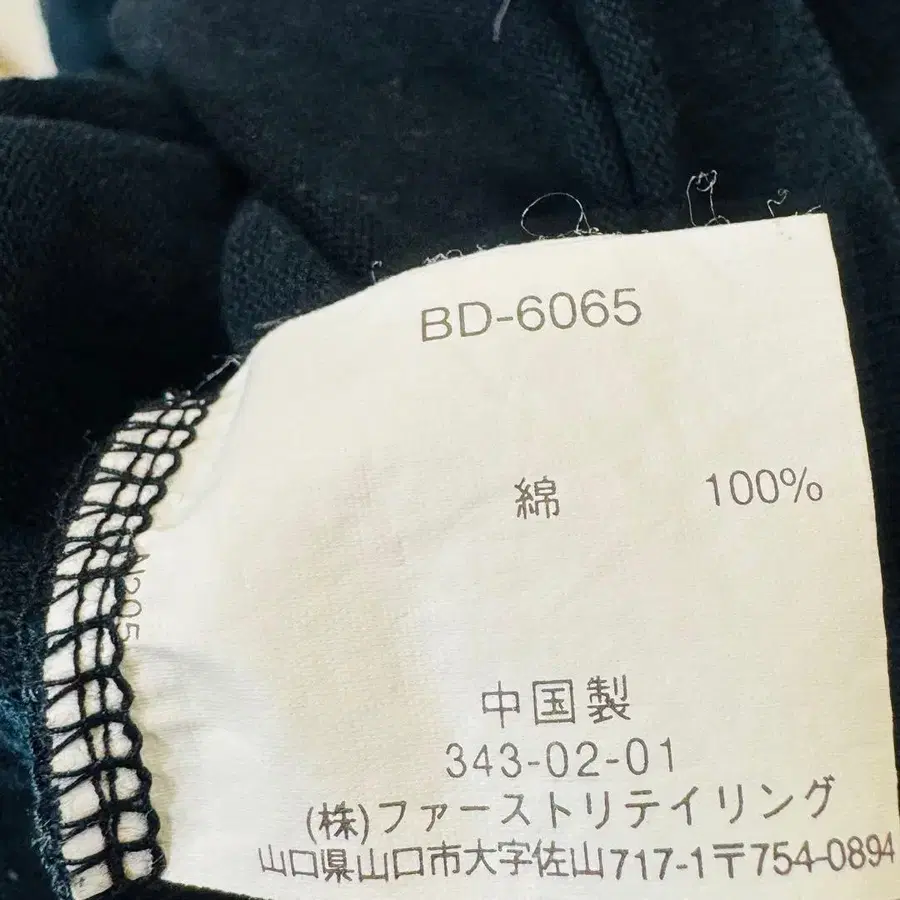 BD-6065
綿 100%
N205
中国製
343-02-01
(株)ファーストリテイリング
山口県山口市大字佐山717-1〒754-0894